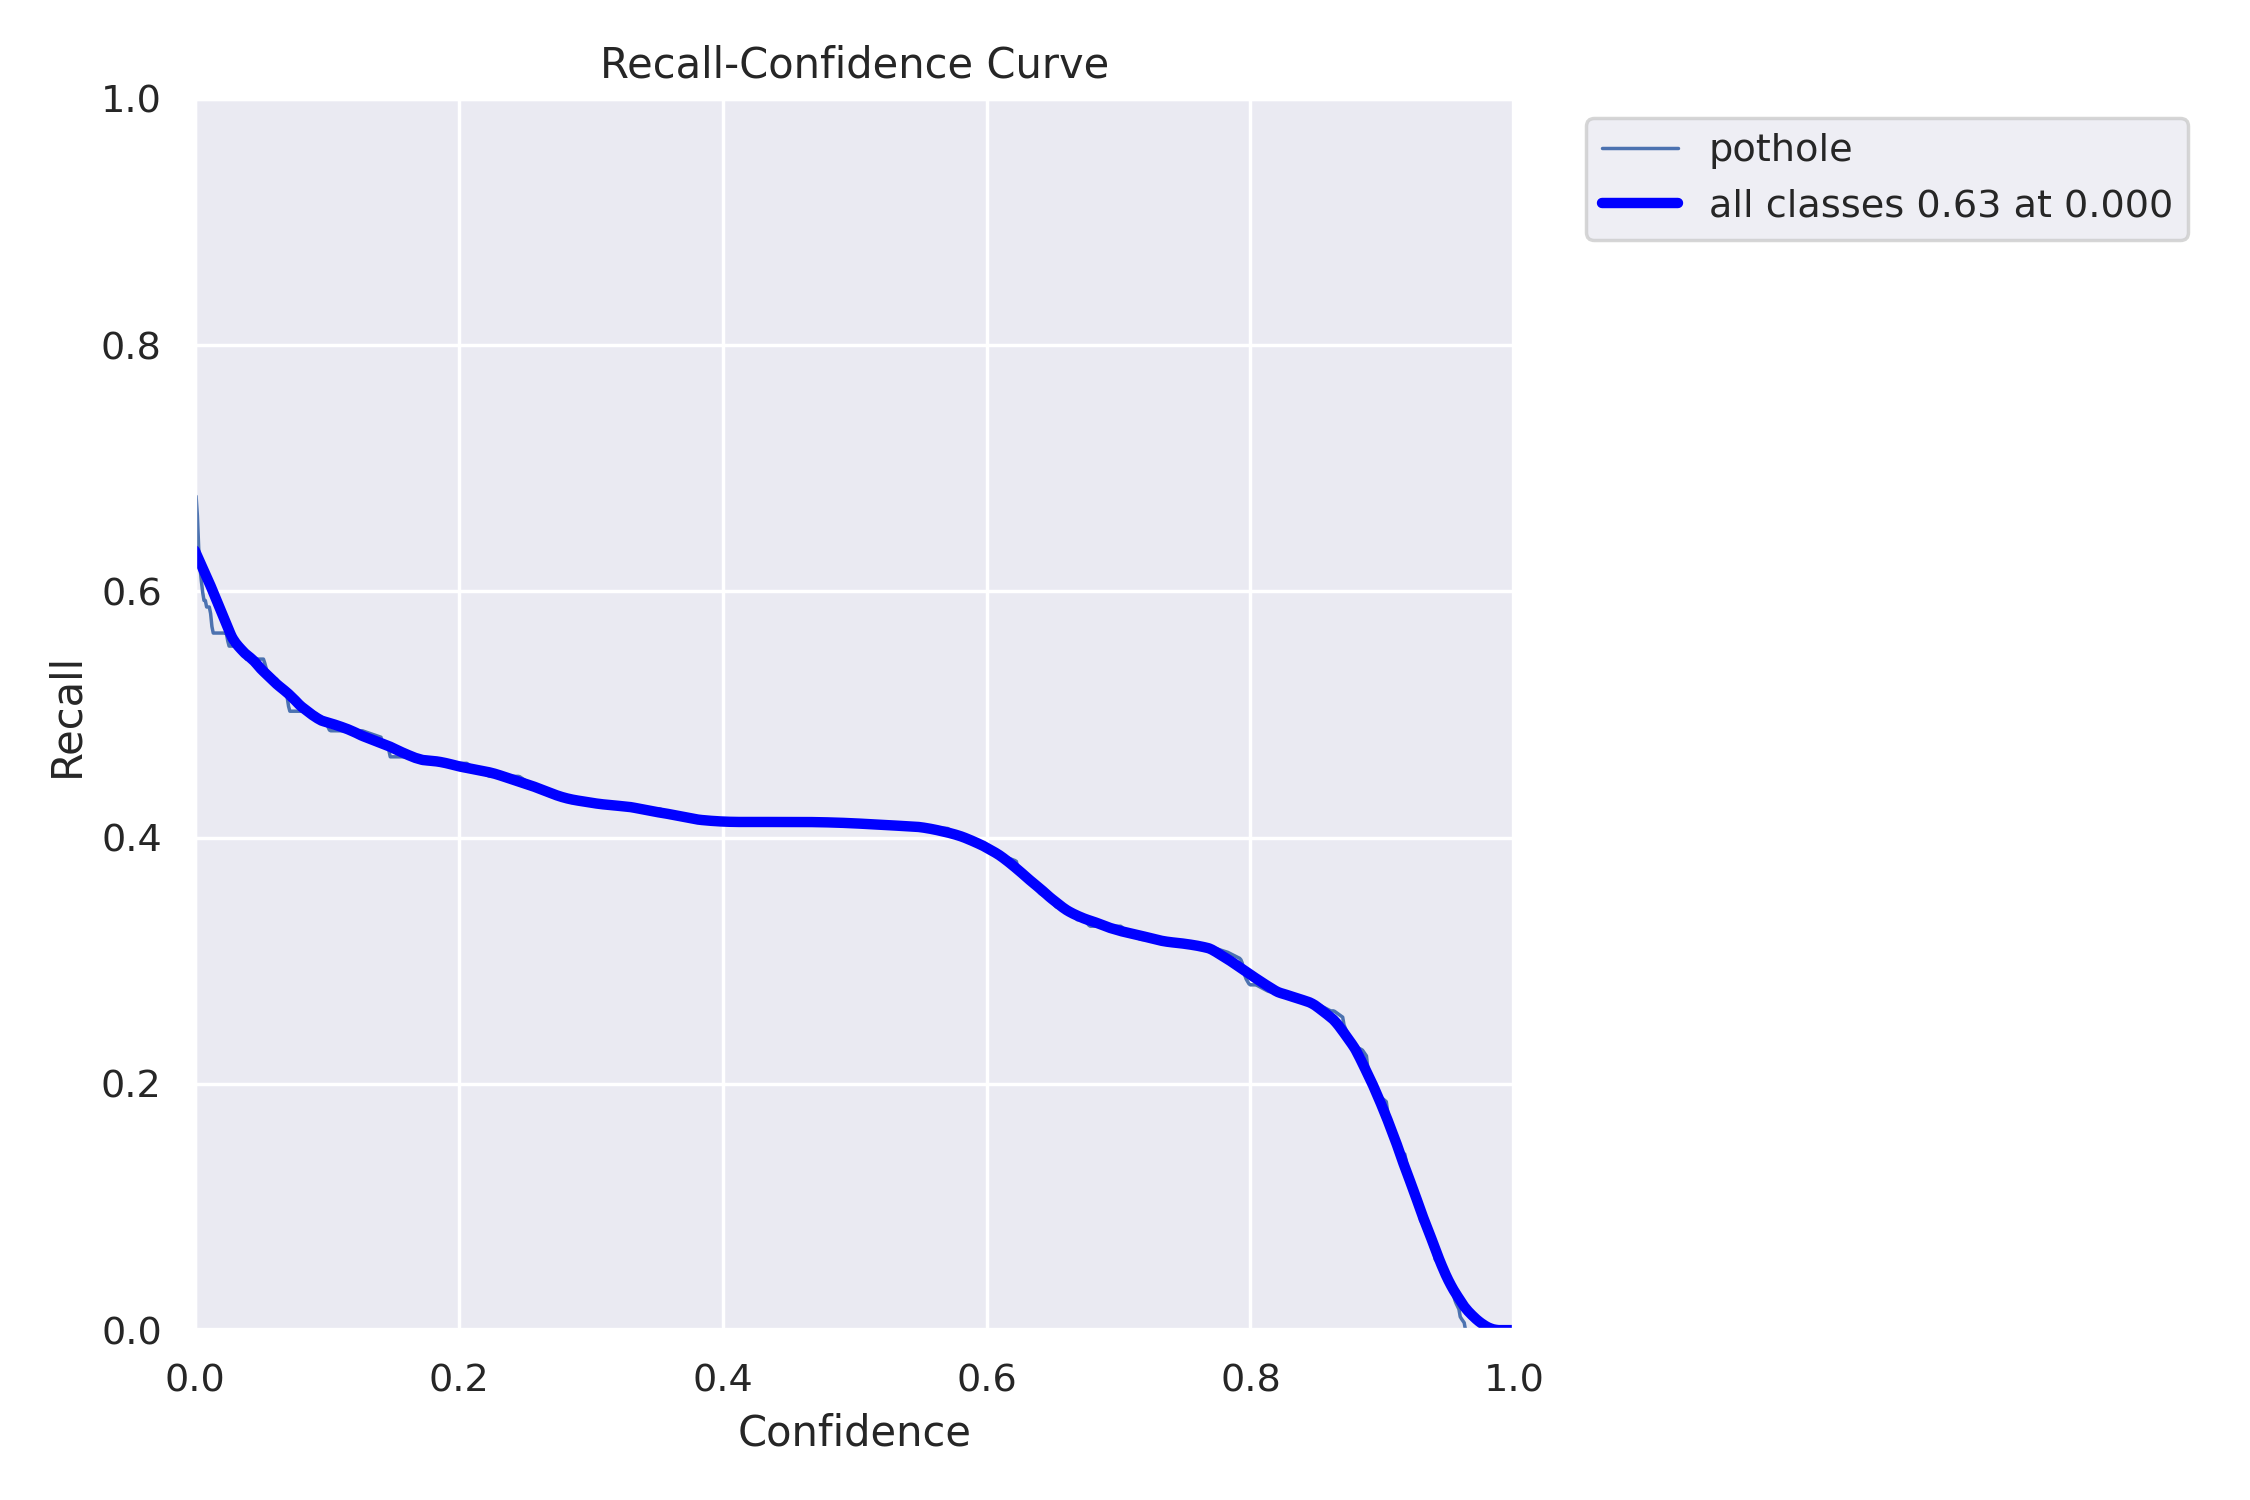 Recall-Confidence Curve
1.0
0.8
0.6
0.4
0.2
0.0
Recall
0.0 0.2 0.4 0.6 0.8 1.0
Confidence
pothole
all classes 0.63 at 0.000